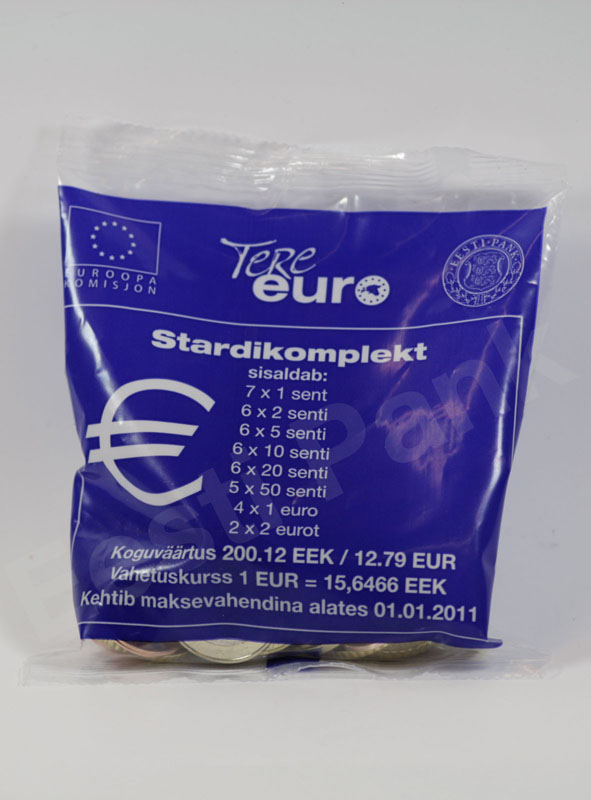 EUROOPA
KOMISJON
Tere
euro
EESTI PANK
Stardikomplekt
sisaldab:
7 x 1 sent
6 x 2 senti
6 x 5 senti
6 x 10 senti
6 x 20 senti
5 x 50 senti
4 x 1 euro
2 x 2 eurot
€
Koguväärtus 200.12 EEK / 12.79 EUR
Vahetuskurss 1 EUR = 15,6466 EEK
Kehtib maksevahendina alates 01.01.2011
Eesti Pank